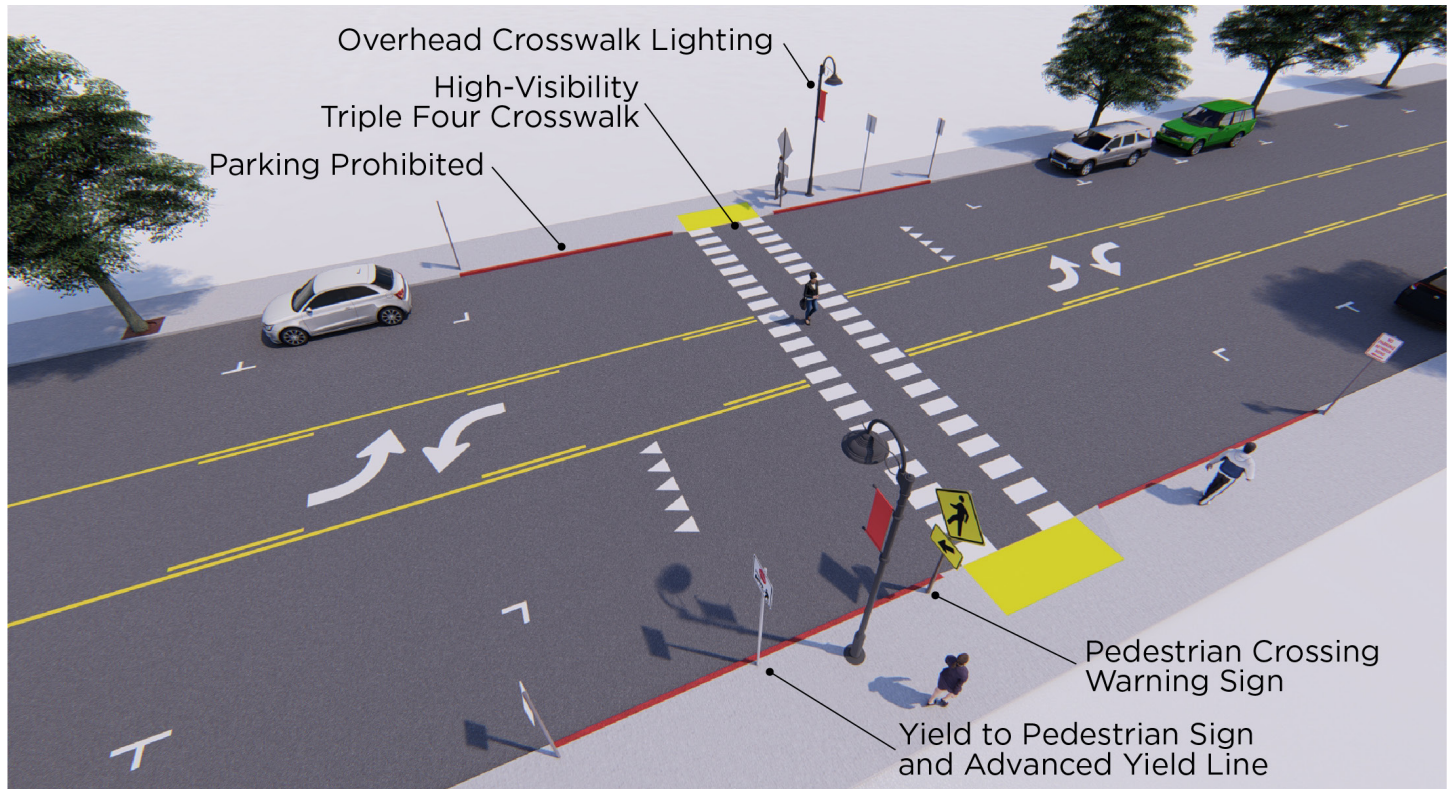 Overhead Crosswalk Lighting
High-Visibility
Triple Four Crosswalk
Parking Prohibited
Pedestrian Crossing
Warning Sign
Yield to Pedestrian Sign
and Advanced Yield Line